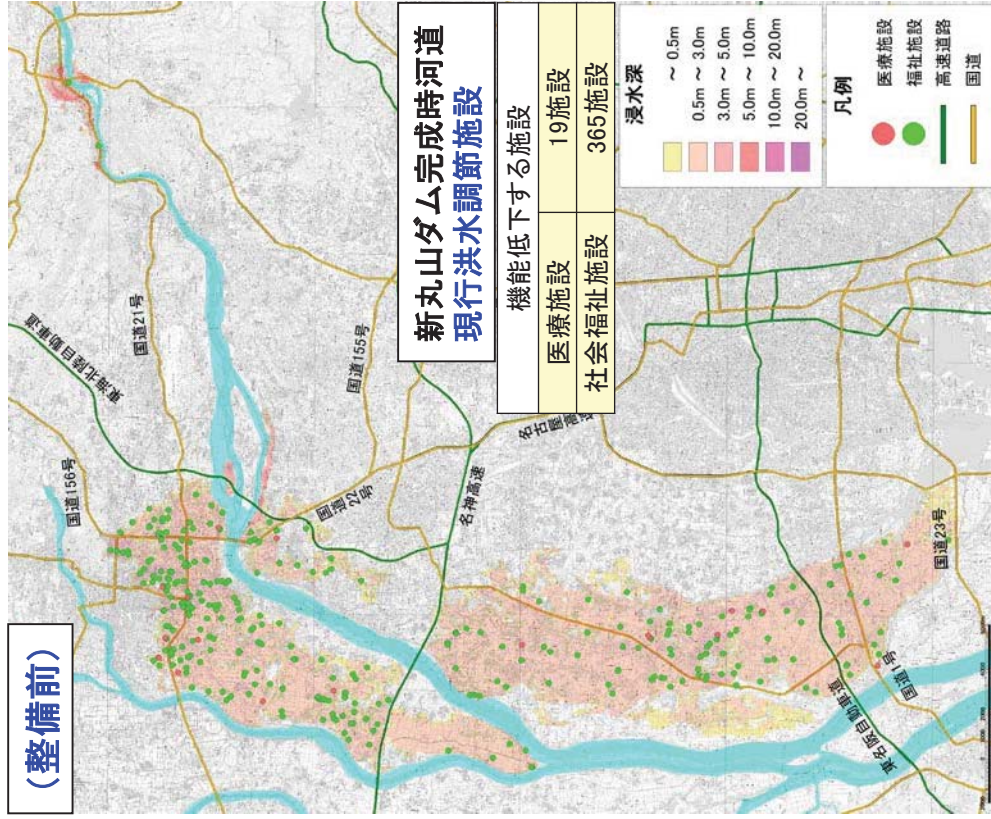 (整備前)
新丸山ダム完成時河道
現行洪水調節施設
機能低下する施設
医療施設 19施設
社会福祉施設 365施設
浸水深
~ 0.5m
0.5m ~ 3.0m
3.0m ~ 5.0m
5.0m ~ 10.0m
10.0m ~ 20.0m
20.0m ~
凡例
医療施設
福祉施設
高速道路
国道
国道156号
東海北陸自動車道
国道21号
国道155号
国道
22号
名神高速
名古屋高速
国道23号
国道1号
東名阪自動車道